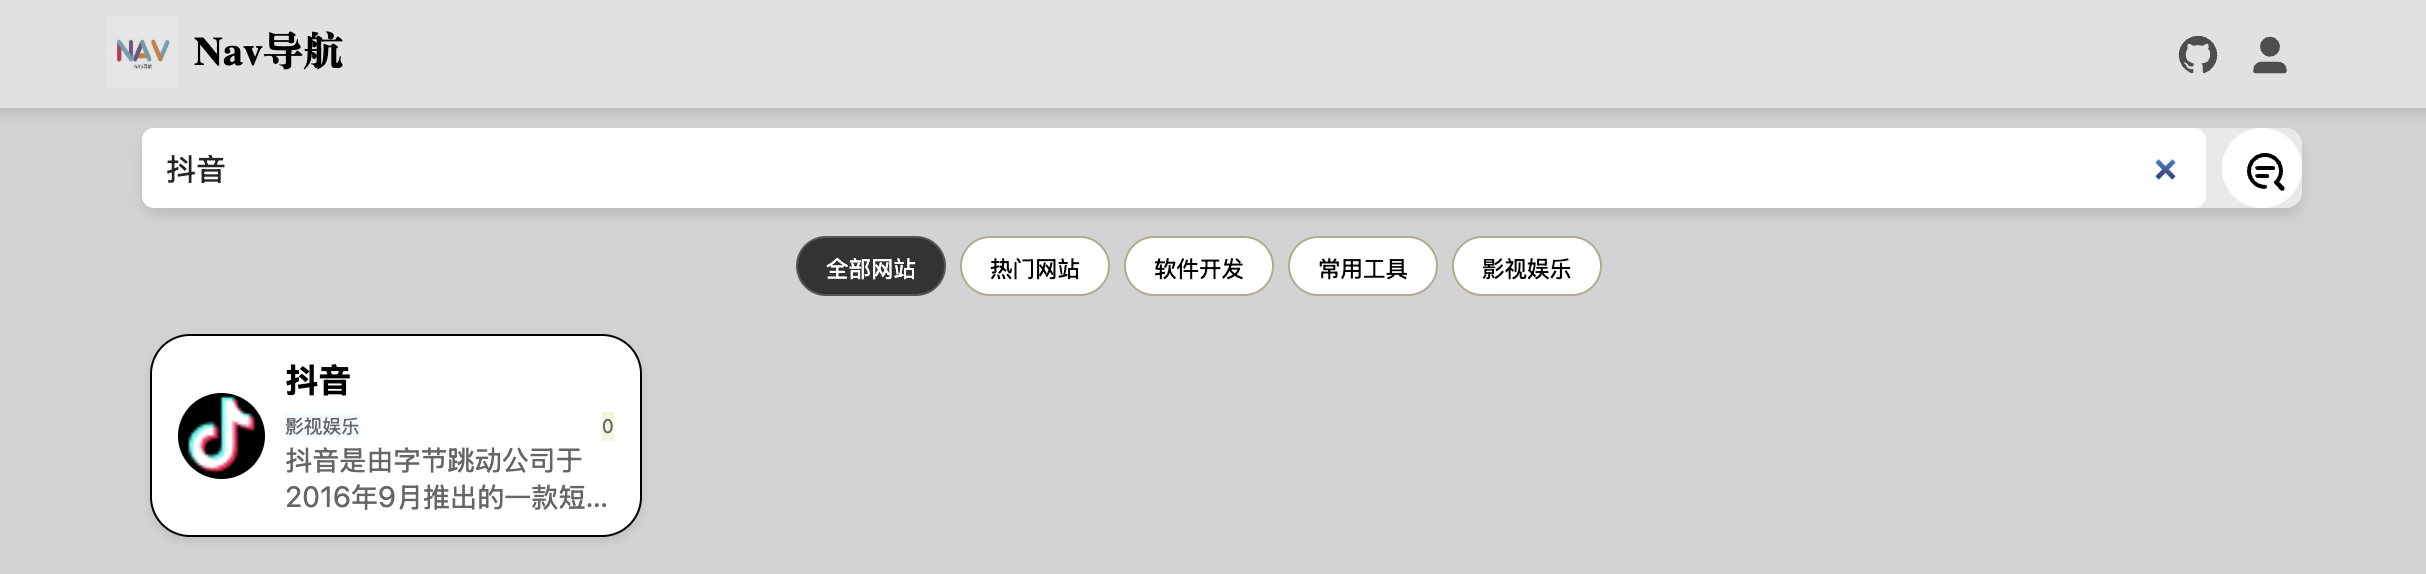 NAV
Nav导航
抖音
全部网站 热门网站 软件开发 常用工具 影视娱乐
抖音
影视娱乐 0
抖音是由字节跳动公司于
2016年9月推出的一款短...